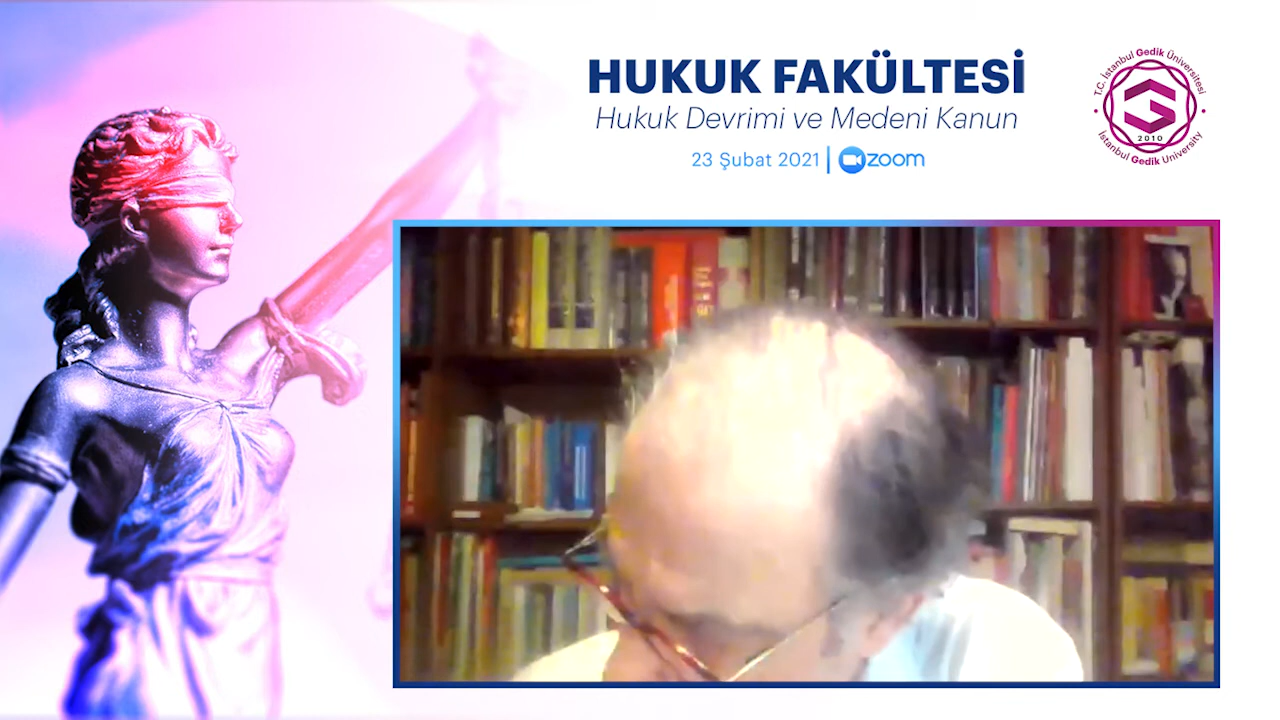 HUKUK FAKÜLTESİ
Hukuk Devrimi ve Medeni Kanun
23 Şubat 2021 | zoom
T.C. İstanbul Gedik Üniversitesi
2010
İstanbul Gedik University